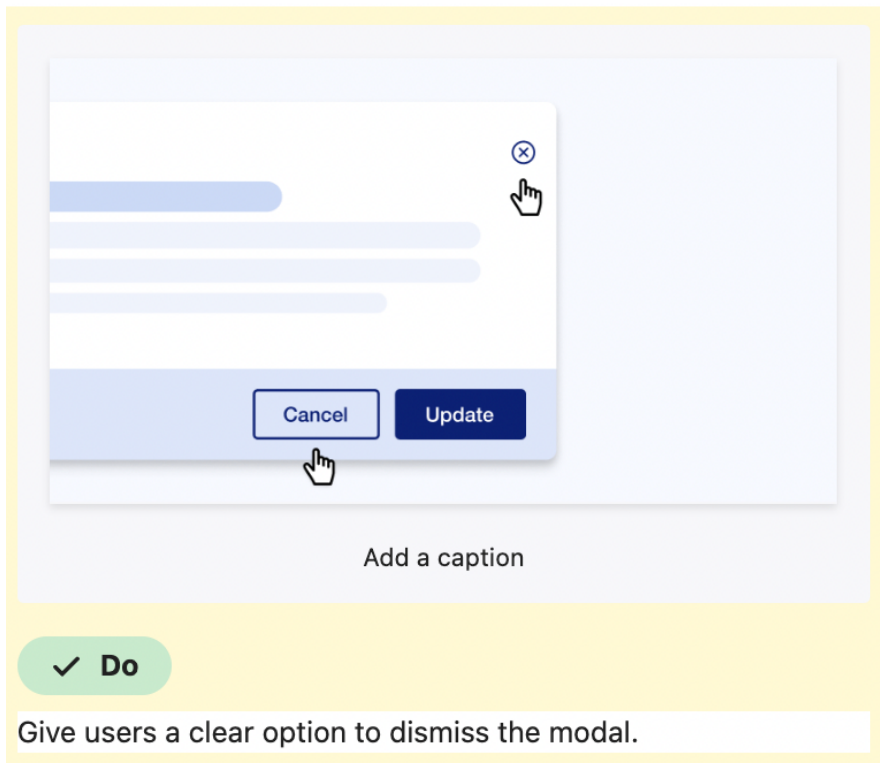 Cancel Update
Add a caption
Do
Give users a clear option to dismiss the modal.